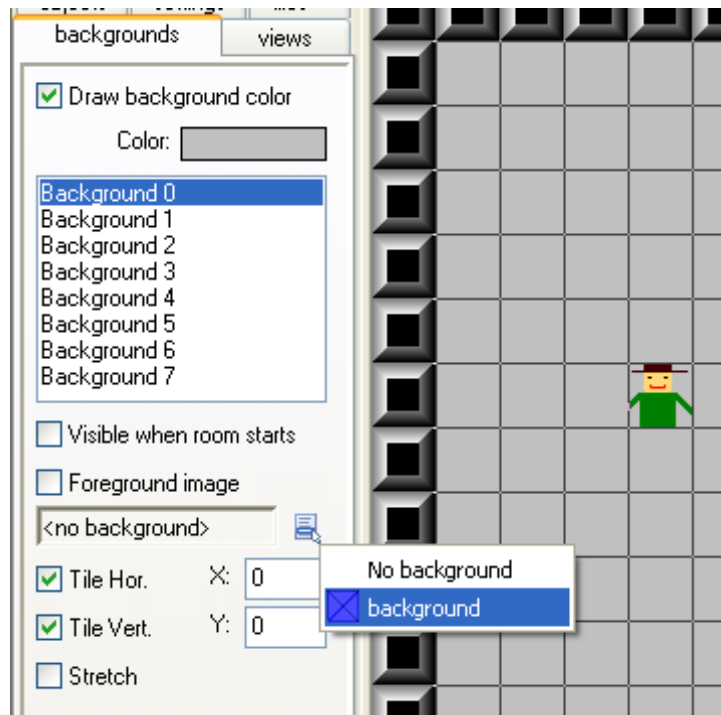 backgrounds
views
Draw background color
Color:
Background 0
Background 1
Background 2
Background 3
Background 4
Background 5
Background 6
Background 7
Visible when room starts
Foreground image
<no background>
No background
Tile Hor. X: 0
background
Tile Vert. Y: 0
Stretch